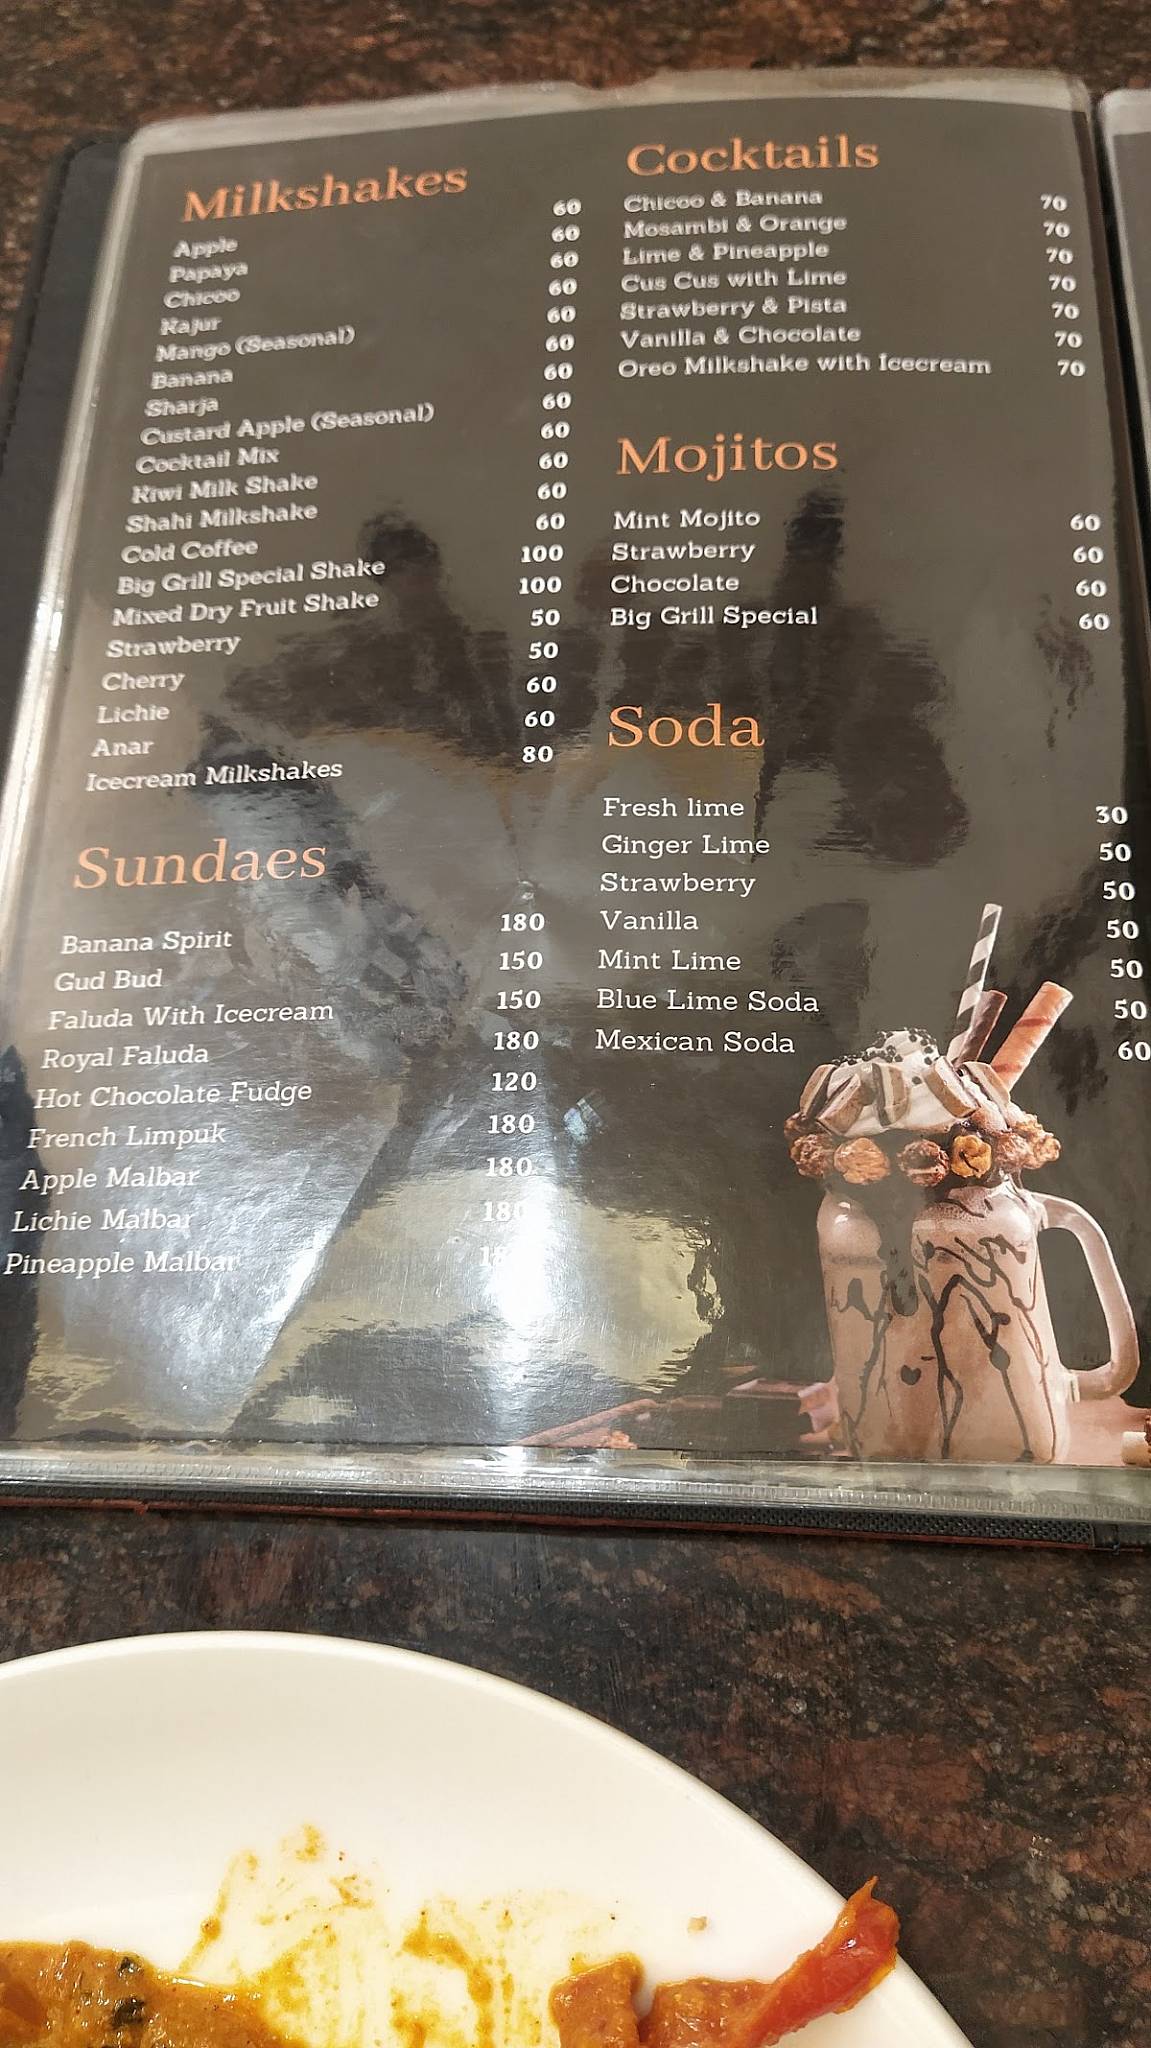 Milkshakes
Apple 60
Papaya 60
Chicoo 60
Kajur 60
Mango (Seasonal) 60
Banana 60
Sharja 60
Custard Apple (Seasonal) 60
Cocktail Mix 60
Kiwi Milk Shake 60
Shahi Milkshake 60
Cold Coffee 60
Big Grill Special Shake 100
Mixed Dry Fruit Shake 100
Strawberry 50
Cherry 50
Lichie 60
Anar 60
Icecream Milkshakes 80
Sundaes
Banana Spirit 180
Gud Bud 150
Faluda With Icecream 150
Royal Faluda 180
Hot Chocolate Fudge 120
French Limpuk 180
Apple Malbar 180
Lichie Malbar 180
Pineapple Malbar
Cocktails
Chicoo & Banana 70
Mosambi & Orange 70
Lime & Pineapple 70
Cus Cus with Lime 70
Strawberry & Pista 70
Vanilla & Chocolate 70
Oreo Milkshake with Icecream 70
Mojitos
Mint Mojito 60
Strawberry 60
Chocolate 60
Big Grill Special 60
Soda
Fresh lime 30
Ginger Lime 50
Strawberry 50
Vanilla 50
Mint Lime 50
Blue Lime Soda 50
Mexican Soda 60